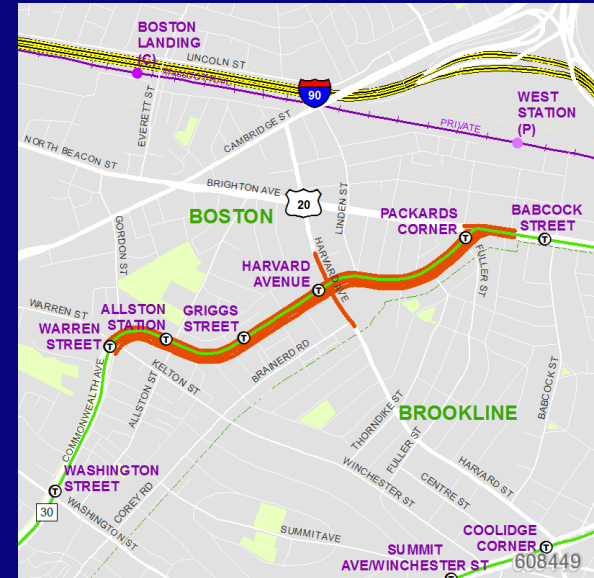 BOSTON
LANDING
(C)
LINCOLN ST
90
WEST
STATION
(P)
PRIVATE
EVERETT ST
CAMBRIDGE ST
NORTH BEACON ST
BRIGHTON AVE
20
LINDEN ST
BOSTON
PACKARDS
CORNER
BABCOCK
STREET
T
T
GORDON ST
HARVARD AVE
FULLER ST
HARVARD
AVENUE
T
WARREN ST
ALLSTON
STATION
T
GRIGGS
STREET
T
WARREN
STREET
T
BRAINERD RD
KELTON ST
COMMONWEALTH AVE
ALLSTON ST
BABCOCK ST
THORNDIKE ST
BROOKLINE
FULLER ST
HARVARD ST
WINCHESTER ST
CENTRE ST
WASHINGTON
STREET
T
30
COREY RD
WASHINGTON ST
SUMMIT AVE
COOLIDGE
CORNER
T
SUMMIT
AVE/WINCHESTER ST
T
608449